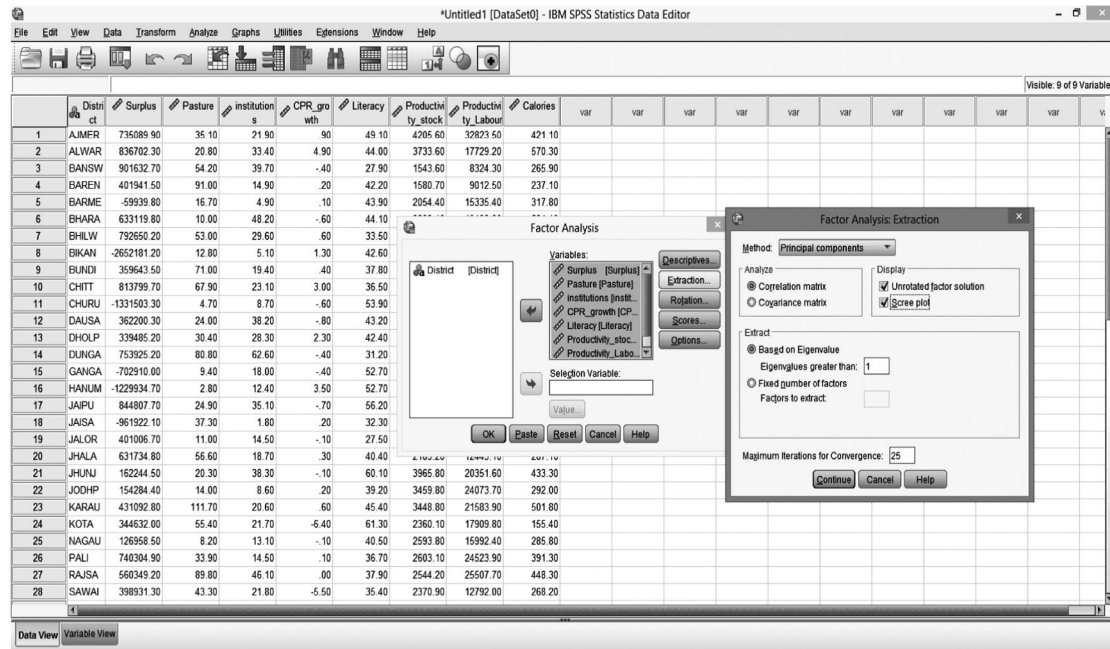 *Untitled1 [DataSet0] - IBM SPSS Statistics Data Editor
File Edit View Data Transform Analyze Graphs Utilities Extensions Window Help
Visible: 9 of 9 Variable
District Surplus Pasture institutions CPR_growth Literacy Productivity_stock Productivity_Labour Calories var var var var var var
1 AJMER 735089.90 35.10 21.90 .90 49.10 4205.60 32823.50 421.10
2 ALWAR 836702.30 20.80 33.40 4.90 44.00 3733.60 17729.20 570.30
3 BANSW 901632.70 54.20 39.70 -.40 27.90 1543.60 8324.30 265.90
4 BAREN 401941.50 91.00 14.90 .20 42.20 1580.70 9012.50 237.10
5 BARME -59939.80 16.70 4.90 .10 43.90 2054.40 15335.40 317.80
6 BHARA 633119.80 10.00 48.20 -.60 44.10
7 BHILW 792650.20 53.00 29.60 .60 33.50
8 BIKAN -2652181.20 12.80 5.10 1.30 42.60
9 BUNDI 359643.50 71.00 19.40 .40 37.80
10 CHITT 813799.70 67.90 23.10 3.00 36.50
11 CHURU -1331503.30 4.70 8.70 -.60 53.90
12 DAUSA 362200.30 24.00 38.20 -.80 43.20
13 DHOLP 339485.20 30.40 28.30 2.30 42.40
14 DUNGA 753925.20 80.80 62.60 -.40 31.20
15 GANGA -702910.00 9.40 18.00 -.40 52.70
16 HANUM -1229934.70 2.80 12.40 3.50 52.70
17 JAIPU 844807.70 24.90 35.10 -.70 56.20
18 JAISA -961922.10 37.30 1.80 .20 32.30
19 JALOR 401006.70 11.00 14.50 -.10 27.50
20 JHALA 631734.80 56.60 18.70 .30 40.40
21 JHUNJ 162244.50 20.30 38.30 -.10 60.10 3965.80 20351.60 433.30
22 JODHP 154284.40 14.00 8.60 .20 39.20 3459.80 24073.70 292.00
23 KARAU 431092.80 111.70 20.60 .60 45.40 3448.80 21583.90 501.80
24 KOTA 344632.00 55.40 21.70 -6.40 61.30 2360.10 17909.80 155.40
25 NAGAU 126958.50 8.20 13.10 -.10 40.50 2593.80 15992.40 285.80
26 PALI 740304.90 33.90 14.50 .10 36.70 2603.10 24523.90 391.30
27 RAJSA 560349.20 89.80 46.10 .00 37.90 2544.20 25507.70 448.30
28 SAWAI 398931.30 43.30 21.80 -5.50 35.40 2370.90 12792.00 268.20
Data View Variable View
Factor Analysis
District [District]
Variables:
Surplus [Surplus]
Pasture [Pasture]
institutions [instit...
CPR_growth [CP...
Literacy [Literacy]
Productivity_stoc...
Productivity_Labo...
Selection Variable:
Value...
Descriptives...
Extraction...
Rotation...
Scores...
Options...
OK Paste Reset Cancel Help
Factor Analysis: Extraction
Method: Principal components
Analyze
Correlation matrix
Covariance matrix
Display
Unrotated factor solution
Scree plot
Extract
Based on Eigenvalue
Eigenvalues greater than: 1
Fixed number of factors
Factors to extract:
Maximum Iterations for Convergence: 25
Continue Cancel Help